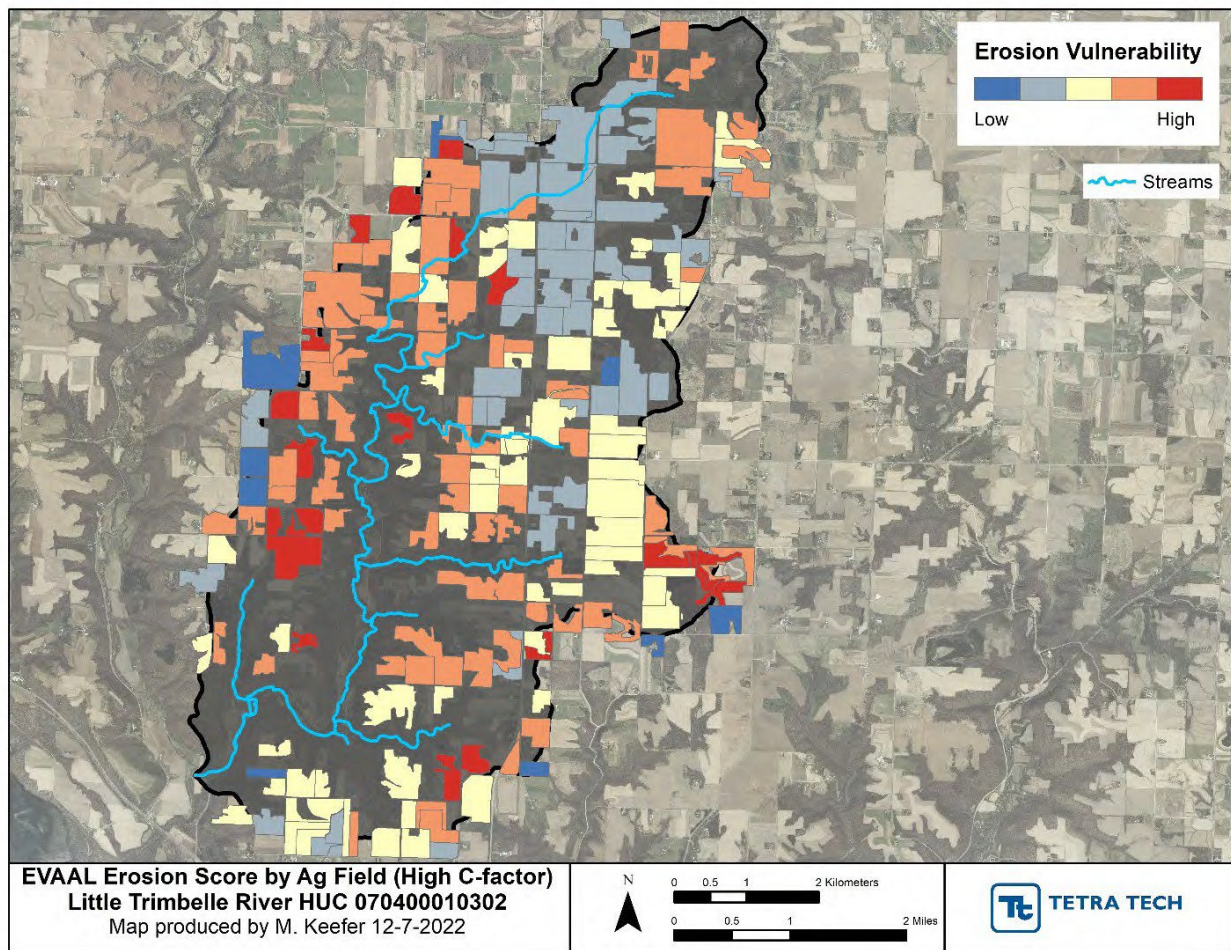 Erosion Vulnerability
Low High
Streams
EVAAL Erosion Score by Ag Field (High C-factor)
Little Trimbelle River HUC 070400010302
Map produced by M. Keefer 12-7-2022
N
0 0.5 1 2 Kilometers
0 0.5 1 2 Miles
Tt TETRA TECH